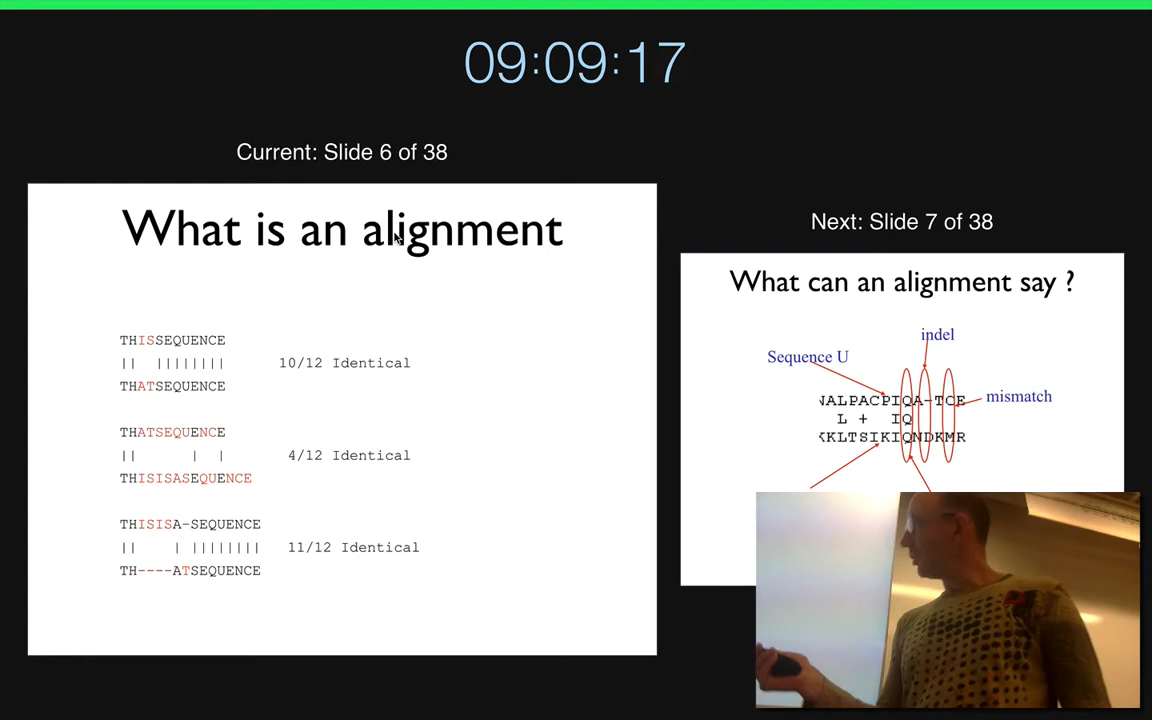 09:09:17
Current: Slide 6 of 38
What is an alignment
THISSEQUENCE
||  ||||||||  10/12 Identical
THATSEQUENCE
THATSEQUENCE
||      |  |  4/12 Identical
THISISASEQUENCE
THISISA-SEQUENCE
||    | ||||||||  11/12 Identical
TH----ATSEQUENCE
Next: Slide 7 of 38
What can an alignment say ?
indel
Sequence U
mismatch
ALPACPIQA-TCE
L + IQ
KLTSIKIQNDKMR